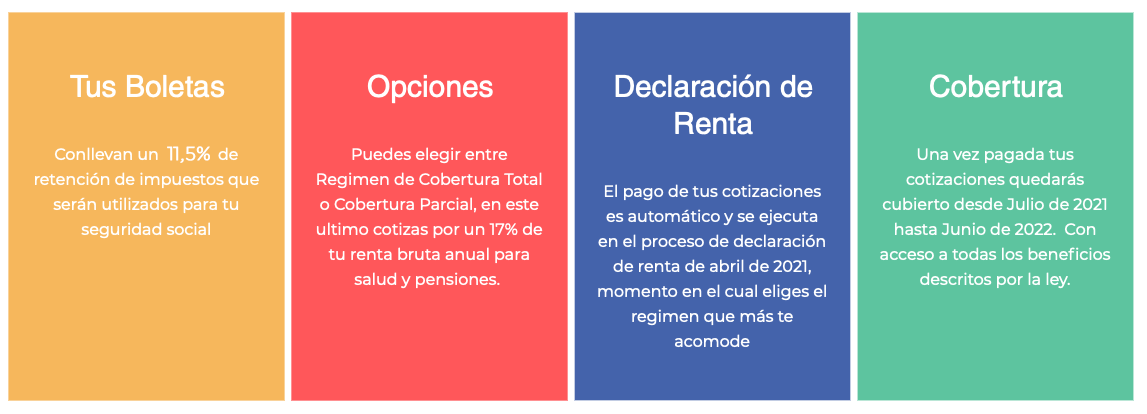 Tus Boletas
Conllevan un 11,5% de
retención de impuestos que
serán utilizados para tu
seguridad social
Opciones
Puedes elegir entre
Regimen de Cobertura Total
o Cobertura Parcial, en este
ultimo cotizas por un 17% de
tu renta bruta anual para
salud y pensiones.
Declaración de
Renta
El pago de tus cotizaciones
es automático y se ejecuta
en el proceso de declaración
de renta de abril de 2021,
momento en el cual eliges el
regimen que más te
acomode
Cobertura
Una vez pagada tus
cotizaciones quedarás
cubierto desde Julio de 2021
hasta Junio de 2022. Con
acceso a todas los beneficios
descritos por la ley.